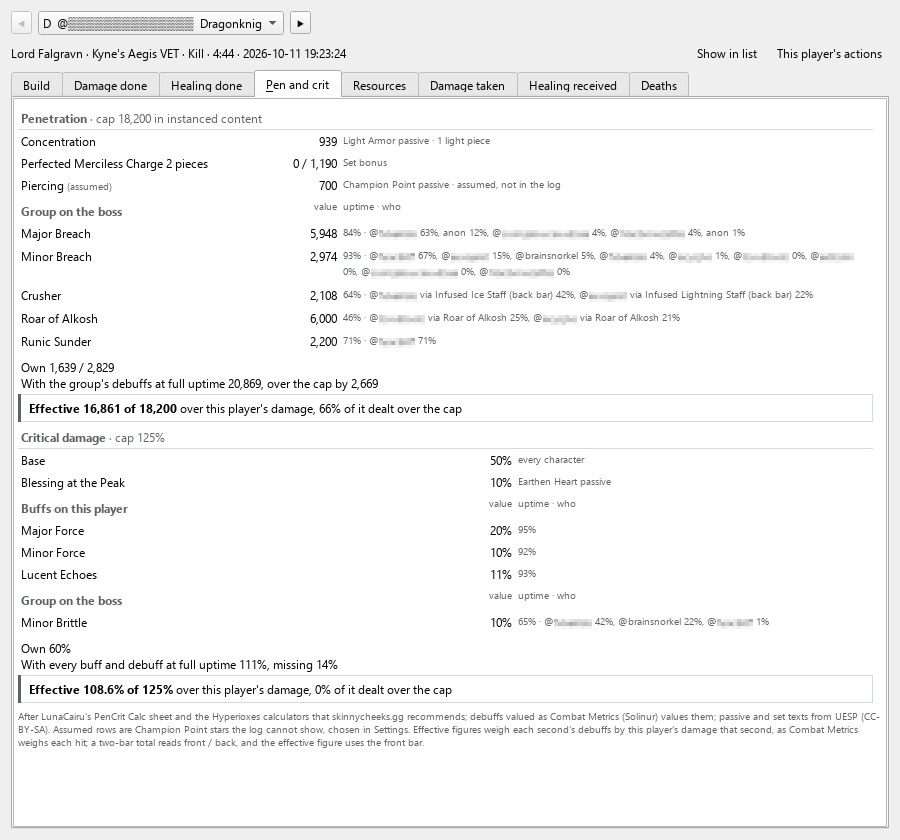 D @ Dragonknig
Lord Falgravn · Kyne's Aegis VET · Kill · 4:44 · 2026-10-11 19:23:24
Show in list
This player's actions
Build
Damage done
Healing done
Pen and crit
Resources
Damage taken
Healing received
Deaths
Penetration · cap 18,200 in instanced content
Concentration 939 Light Armor passive · 1 light piece
Perfected Merciless Charge 2 pieces 0 / 1,190 Set bonus
Piercing (assumed) 700 Champion Point passive · assumed, not in the log
Group on the boss value uptime · who
Major Breach 5,948 84% · @ 63%, anon 12%, @ 4%, @ 4%, anon 1%
Minor Breach 2,974 93% · @ 67%, @ 15%, @brainsnorkel 5%, @ 4%, @ 1%, @ 0%, @
0%, @ 0%, @ 0%
Crusher 2,108 64% · @ via Infused Ice Staff (back bar) 42%, @ via Infused Lightning Staff (back bar) 22%
Roar of Alkosh 6,000 46% · @ via Roar of Alkosh 25%, @ via Roar of Alkosh 21%
Runic Sunder 2,200 71% · @ 71%
Own 1,639 / 2,829
With the group's debuffs at full uptime 20,869, over the cap by 2,669
Effective 16,861 of 18,200 over this player's damage, 66% of it dealt over the cap
Critical damage · cap 125%
Base 50% every character
Blessing at the Peak 10% Earthen Heart passive
Buffs on this player value uptime · who
Major Force 20% 95%
Minor Force 10% 92%
Lucent Echoes 11% 93%
Group on the boss value uptime · who
Minor Brittle 10% 65% · @ 42%, @brainsnorkel 22%, @ 1%
Own 60%
With every buff and debuff at full uptime 111%, missing 14%
Effective 108.6% of 125% over this player's damage, 0% of it dealt over the cap
After LunaCairu's PenCrit Calc sheet and the Hyperioxes calculators that skinnycheeks.gg recommends; debuffs valued as Combat Metrics (Solinur) values them; passive and set texts from UESP (CC-
BY-SA). Assumed rows are Champion Point stars the log cannot show, chosen in Settings. Effective figures weigh each second's debuffs by this player's damage that second, as Combat Metrics
weighs each hit; a two-bar total reads front / back, and the effective figure uses the front bar.